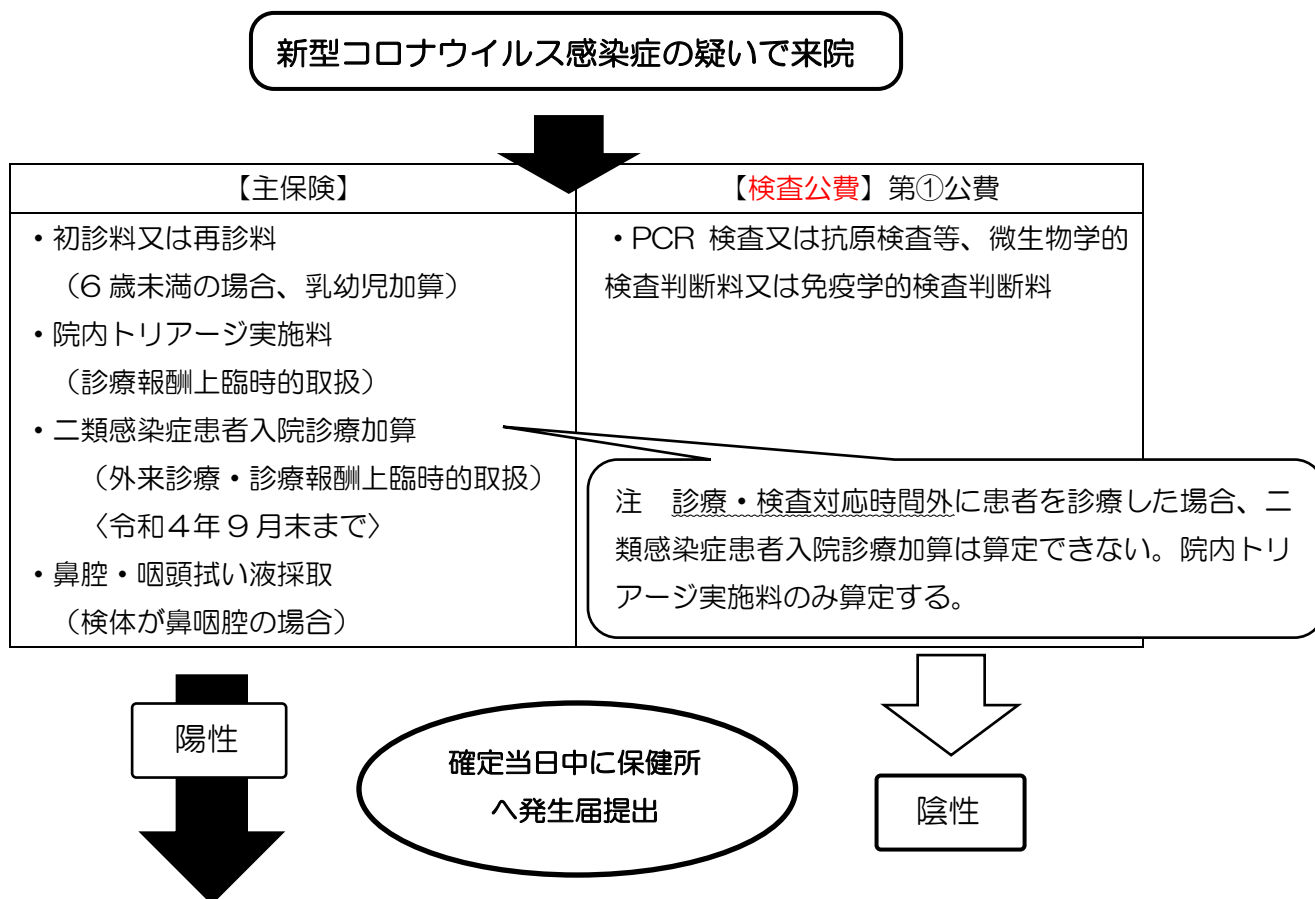 新型コロナウイルス感染症の疑いで来院
【主保険】
・初診料又は再診料
（6 歳未満の場合、乳幼児加算）
・院内トリアージ実施料
（診療報酬上臨時的取扱）
・二類感染症患者入院診療加算
（外来診療・診療報酬上臨時的取扱）
〈令和４年９月末まで〉
・鼻腔・咽頭拭い液採取
（検体が鼻咽腔の場合）
【検査公費】第①公費
・PCR 検査又は抗原検査等、微生物学的
検査判断料又は免疫学的検査判断料
注　診療・検査対応時間外に患者を診療した場合、二
類感染症患者入院診療加算は算定できない。院内トリ
アージ実施料のみ算定する。
陽性
確定当日中に保健所
へ発生届提出
陰性